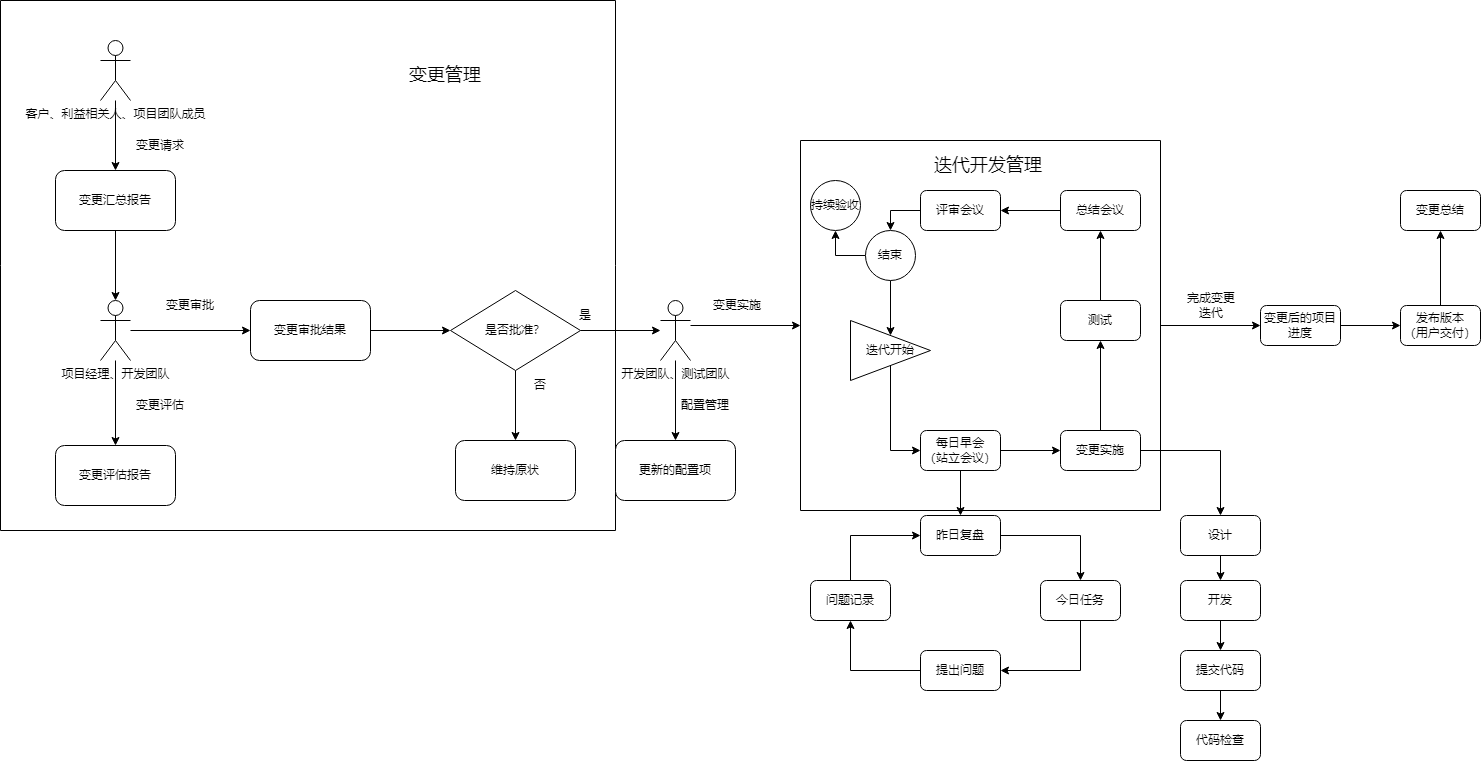 变更管理
客户、利益相关人、项目团队成员
变更请求
变更汇总报告
变更审批
项目经理、开发团队
变更评估
变更评估报告
变更审批结果
是否批准?
是
否
维持原状
开发团队、测试团队
配置管理
更新的配置项
变更实施
迭代开发管理
持续验收
评审会议
总结会议
结束
测试
迭代开始
每日早会
（站立会议）
变更实施
昨日复盘
问题记录
今日任务
提出问题
设计
开发
提交代码
代码检查
完成变更
迭代
变更后的项目
进度
发布版本
（用户交付）
变更总结